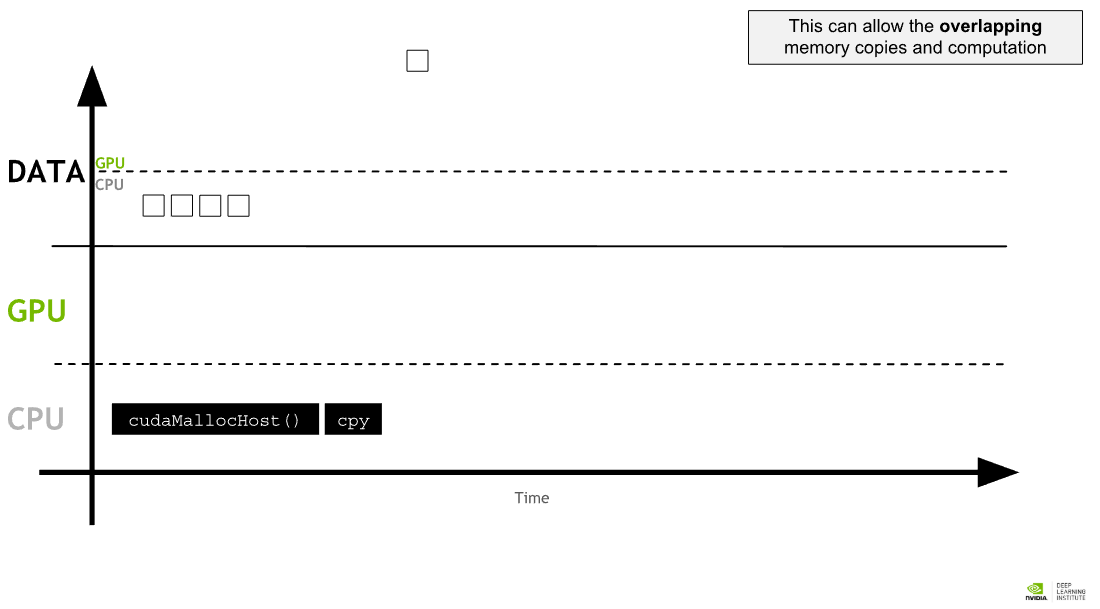 This can allow the overlapping
memory copies and computation
DATA
GPU
CPU
GPU
CPU
cudaMallocHost()
cpy
Time
NVIDIA
DEEP
LEARNING
INSTITUTE